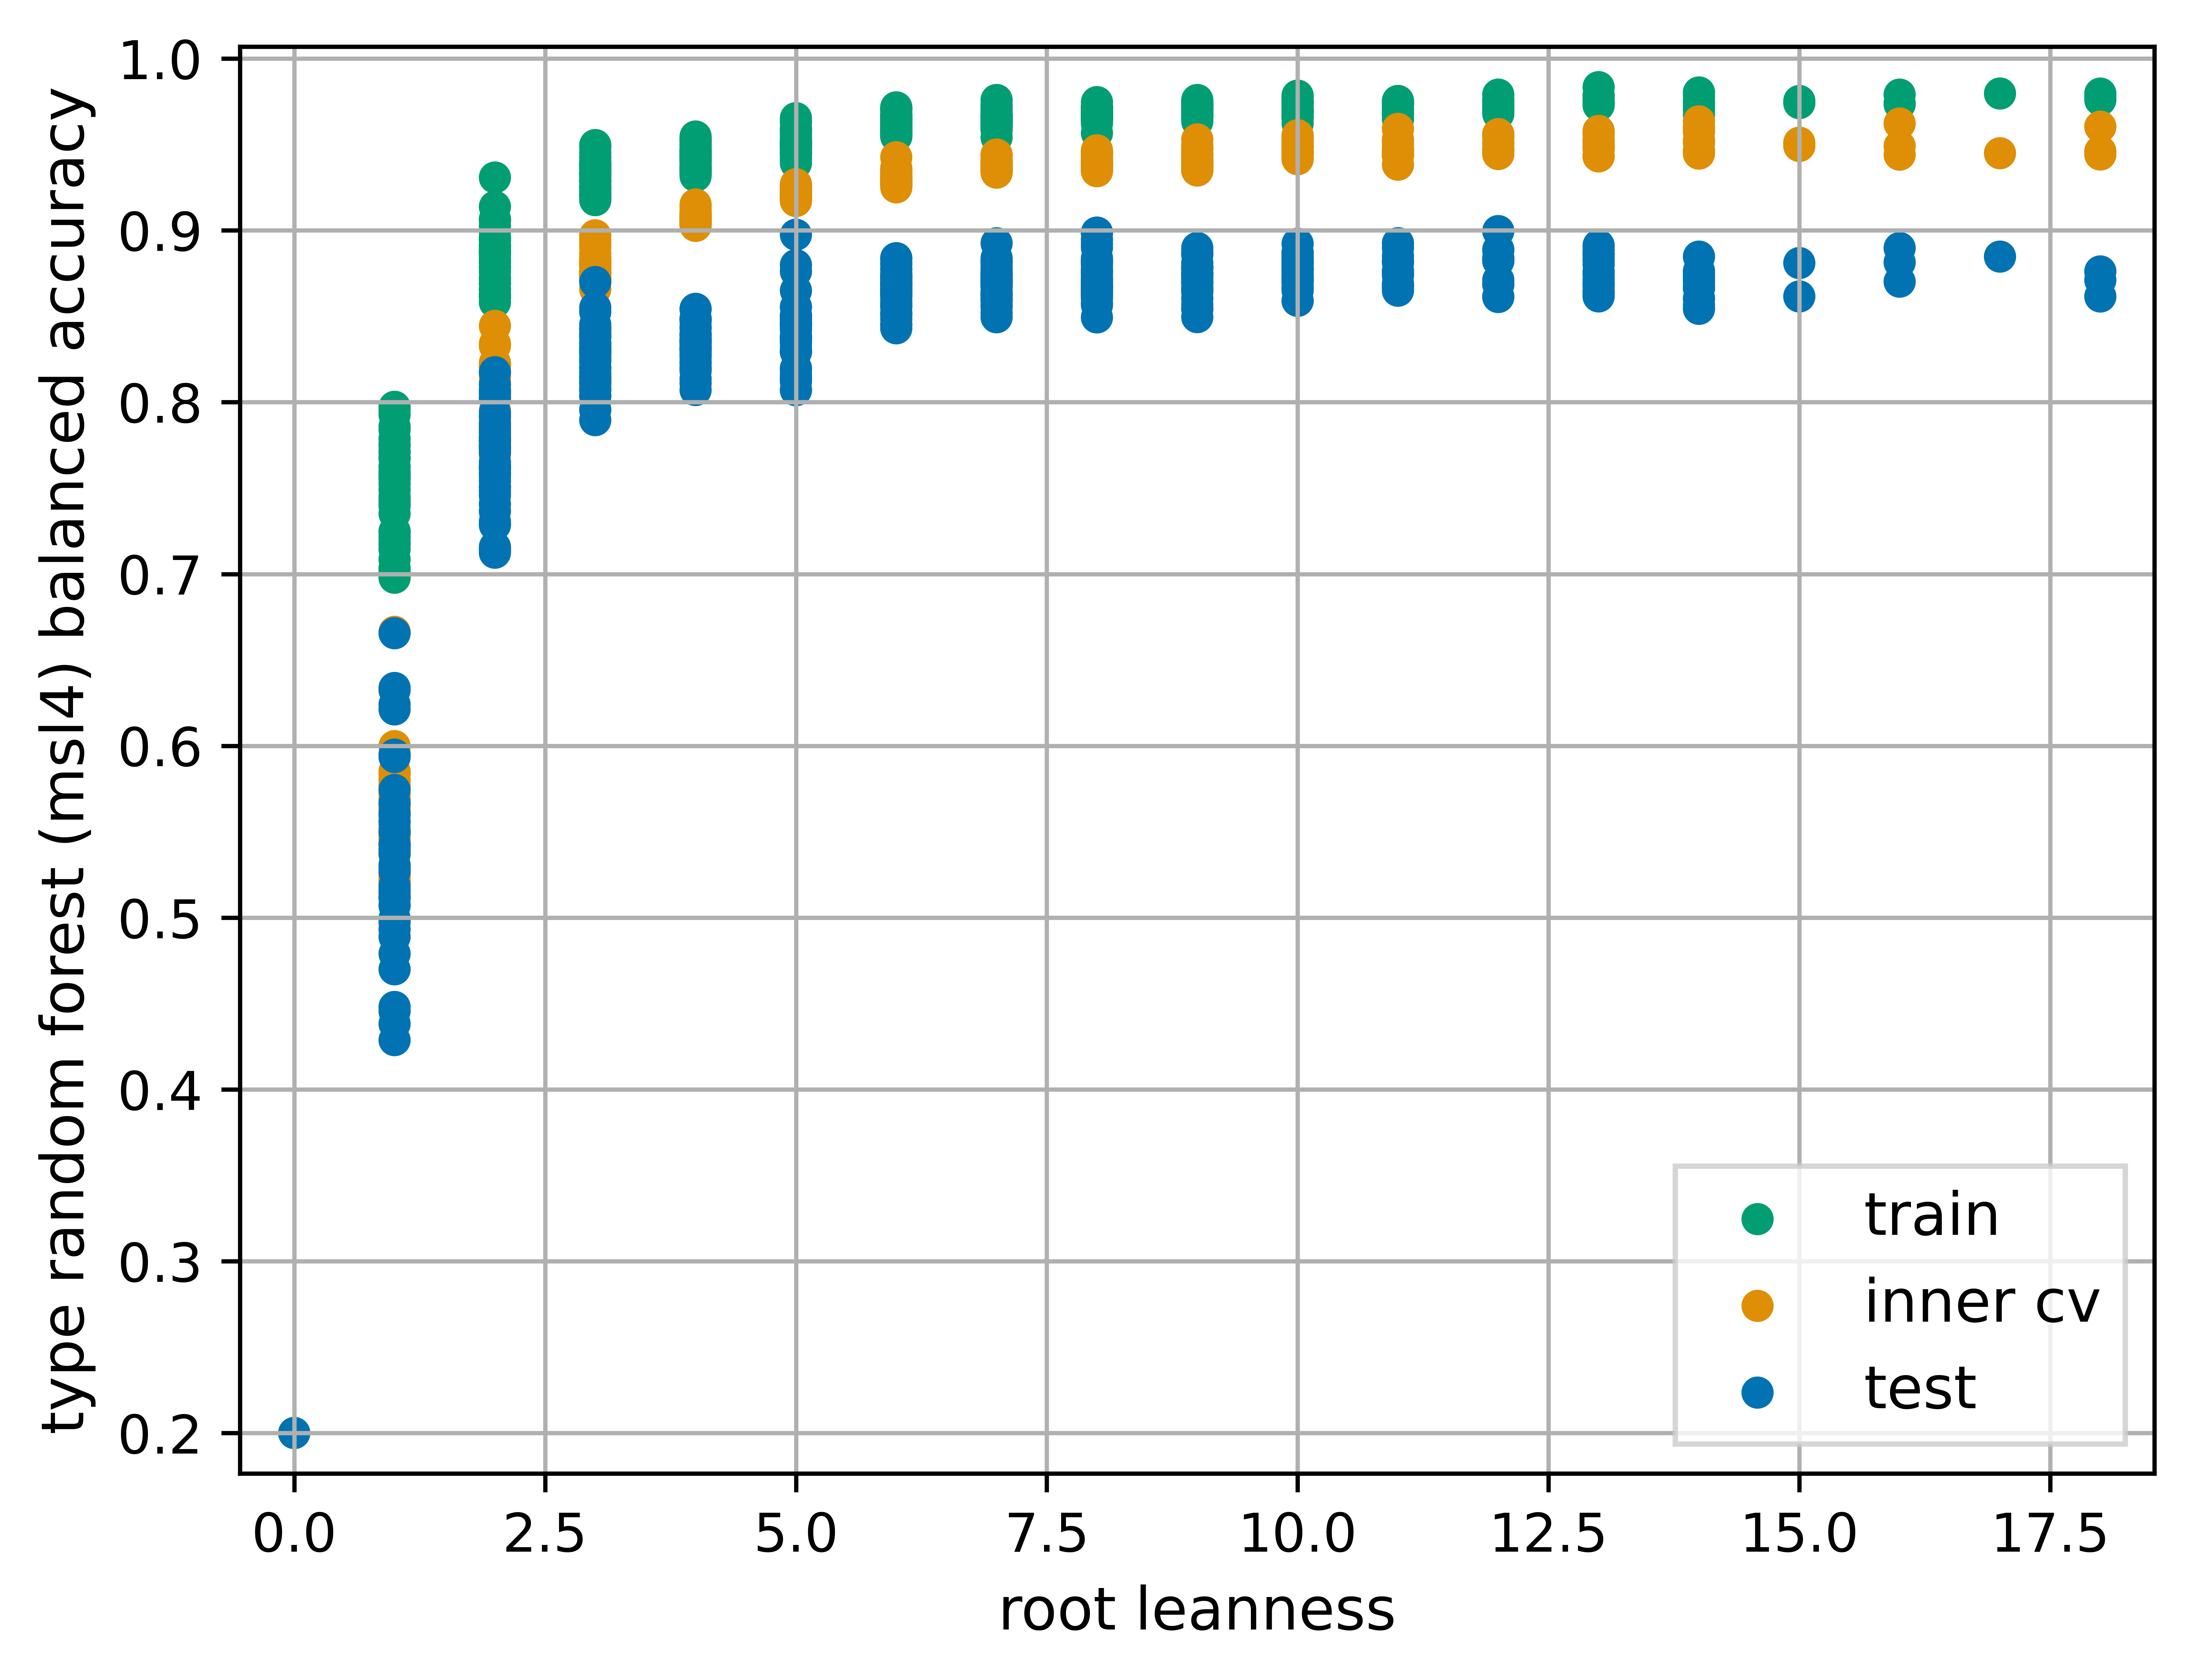 type random forest (msl4) balanced accuracy
1.0
0.9
0.8
0.7
0.6
0.5
0.4
0.3
0.2
0.0 2.5 5.0 7.5 10.0 12.5 15.0 17.5
root leanness
train
inner cv
test